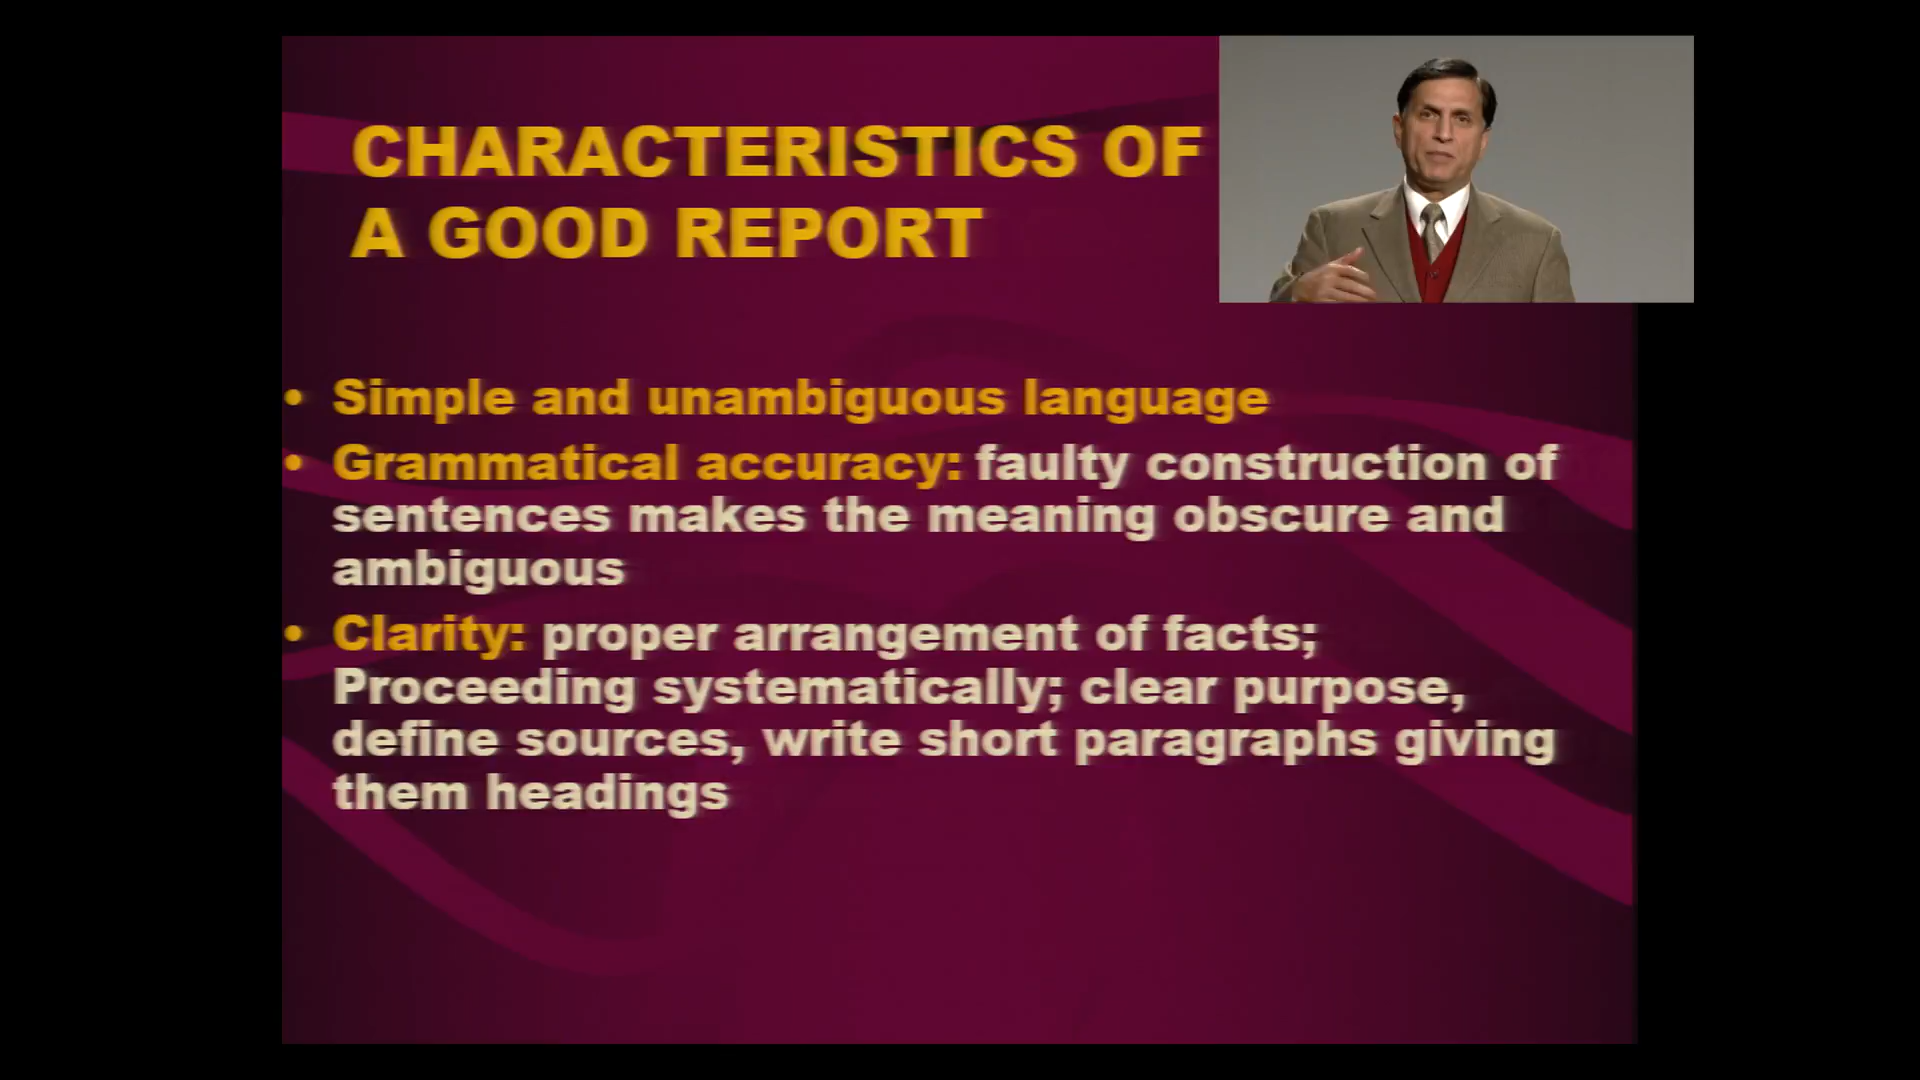 CHARACTERISTICS OF
A GOOD REPORT
• Simple and unambiguous language
• Grammatical accuracy: faulty construction of
sentences makes the meaning obscure and
ambiguous
• Clarity: proper arrangement of facts;
Proceeding systematically; clear purpose,
define sources, write short paragraphs giving
them headings